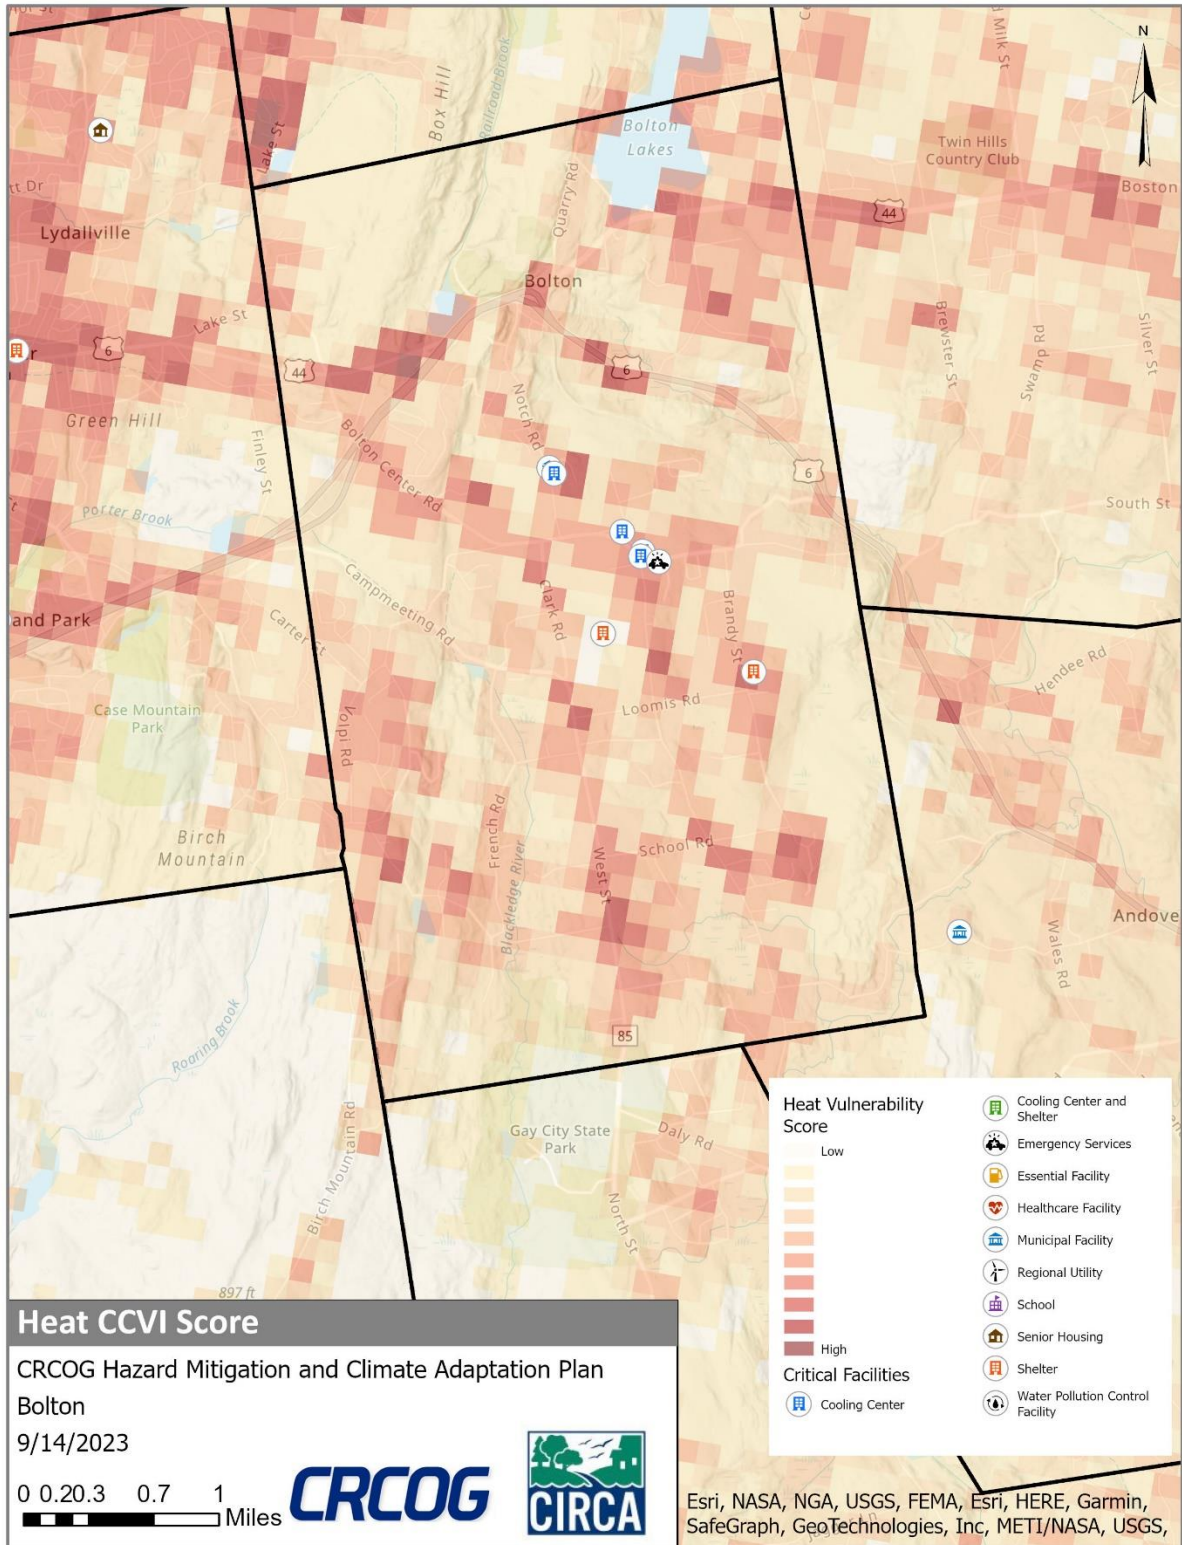 N
Box Hill
Railroad Brook
Bolton
Lakes
Lake St
Quarry Rd
Milk St
Twin Hills
Country Club
Boston
44
tt Dr
Lydallville
Bolton
Lake St
6
44
6
Brewster St
Swamp Rd
Silver St
Green Hill
Finley St
Notch Rd
Bolton Center Rd
6
South St
Porter Brook
and Park
Carter St
Campmeeting Rd
Clark Rd
Brandy St
Hendee Rd
Case Mountain
Park
Volpi Rd
Loomis Rd
Birch
Mountain
French Rd
School Rd
West St
Blackledge River
Andove
Wales Rd
Roaring Brook
85
Gay City State
Park
Daly Rd
Birch Mountain Rd
North St
897 ft
Heat Vulnerability
Score
Low
High
Critical Facilities
Cooling Center
Cooling Center and
Shelter
Emergency Services
Essential Facility
Healthcare Facility
Municipal Facility
Regional Utility
School
Senior Housing
Shelter
Water Pollution Control
Facility
Heat CCVI Score
CRCOG Hazard Mitigation and Climate Adaptation Plan
Bolton
9/14/2023
0 0.20.3 0.7 1
Miles
CRCOG
CIRCA
Esri, NASA, NGA, USGS, FEMA, Esri, HERE, Garmin,
SafeGraph, GeoTechnologies, Inc, METI/NASA, USGS,